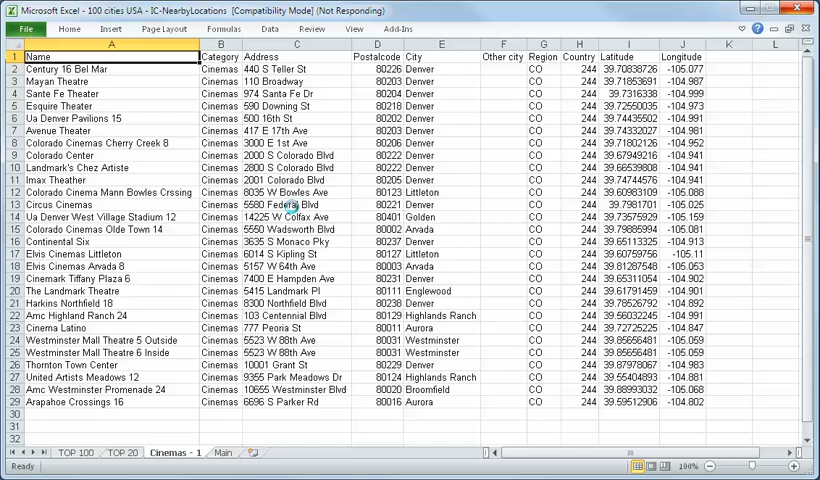 Microsoft Excel - 100 cities USA - IC-NearbyLocations [Compatibility Mode] (Not Responding)
File Home Insert Page Layout Formulas Data Review View Add-Ins
A B C D E F G H I J K L
1 Name Category Address Postalcode City Other city Region Country Latitude Longitude
2 Century 16 Bel Mar Cinemas 440 S Teller St 80226 Denver CO 244 39.70838726 -105.077
3 Mayan Theatre Cinemas 110 Broadway 80203 Denver CO 244 39.71853691 -104.987
4 Sante Fe Theater Cinemas 974 Santa Fe Dr 80204 Denver CO 244 39.7316338 -104.999
5 Esquire Theater Cinemas 590 Downing St 80218 Denver CO 244 39.72550035 -104.973
6 Ua Denver Pavilions 15 Cinemas 500 16th St 80202 Denver CO 244 39.74435502 -104.991
7 Avenue Theater Cinemas 417 E 17th Ave 80203 Denver CO 244 39.74332027 -104.981
8 Colorado Cinemas Cherry Creek 8 Cinemas 3000 E 1st Ave 80206 Denver CO 244 39.71802106 -104.952
9 Colorado Center Cinemas 2000 S Colorado Blvd 80222 Denver CO 244 39.67949216 -104.941
10 Landmark's Chez Artiste Cinemas 2800 S Colorado Blvd 80222 Denver CO 244 39.66539808 -104.941
11 Imax Theather Cinemas 2001 Colorado Blvd 80205 Denver CO 244 39.74744576 -104.941
12 Colorado Cinema Mann Bowles Crssing Cinemas 8035 W Bowles Ave 80123 Littleton CO 244 39.60983109 -105.088
13 Circus Cinemas Cinemas 5580 Federal Blvd 80221 Denver CO 244 39.7981701 -105.025
14 Ua Denver West Village Stadium 12 Cinemas 14225 W Colfax Ave 80401 Golden CO 244 39.73575929 -105.159
15 Colorado Cinemas Olde Town 14 Cinemas 5550 Wadsworth Blvd 80002 Arvada CO 244 39.79885994 -105.081
16 Continental Six Cinemas 3635 S Monaco Pky 80237 Denver CO 244 39.65113923 -104.913
17 Elvis Cinemas Littleton Cinemas 6014 S Kipling St 80127 Littleton CO 244 39.60758756 -105.11
18 Elvis Cinemas Arvada 8 Cinemas 5157 W 64th Ave 80003 Arvada CO 244 39.81287548 -105.053
19 Cinemark Tiffany Plaza 6 Cinemas 7400 E Hampden Ave 80231 Denver CO 244 39.65311054 -104.902
20 The Landmark Theatre Cinemas 5415 Landmark Pl 80111 Englewood CO 244 39.61791459 -104.901
21 Harkins Northfield 18 Cinemas 8300 Northfield Blvd 80238 Denver CO 244 39.78526792 -104.892
22 Amc Highland Ranch 24 Cinemas 103 Centennial Blvd 80129 Highlands Ranch CO 244 39.56032245 -104.991
23 Cinema Latino Cinemas 777 Peoria St 80011 Aurora CO 244 39.72725225 -104.847
24 Westminster Mall Theatre 5 Outside Cinemas 5523 W 88th Ave 80031 Westminster CO 244 39.85656481 -105.059
25 Westminster Mall Theatre 6 Inside Cinemas 5523 W 88th Ave 80031 Westminster CO 244 39.85656481 -105.059
26 Thornton Town Center Cinemas 10001 Grant St 80229 Denver CO 244 39.87978067 -104.983
27 United Artists Meadows 12 Cinemas 9355 Park Meadows Dr 80124 Highlands Ranch CO 244 39.55404893 -104.881
28 Amc Westminster Promenade 24 Cinemas 10655 Westminster Blvd 80020 Broomfield CO 244 39.88993032 -105.068
29 Arapahoe Crossings 16 Cinemas 6696 S Parker Rd 80016 Aurora CO 244 39.59512906 -104.802
30
31
32
TOP 100 TOP 20 Cinemas - 1 Main
Ready 100%